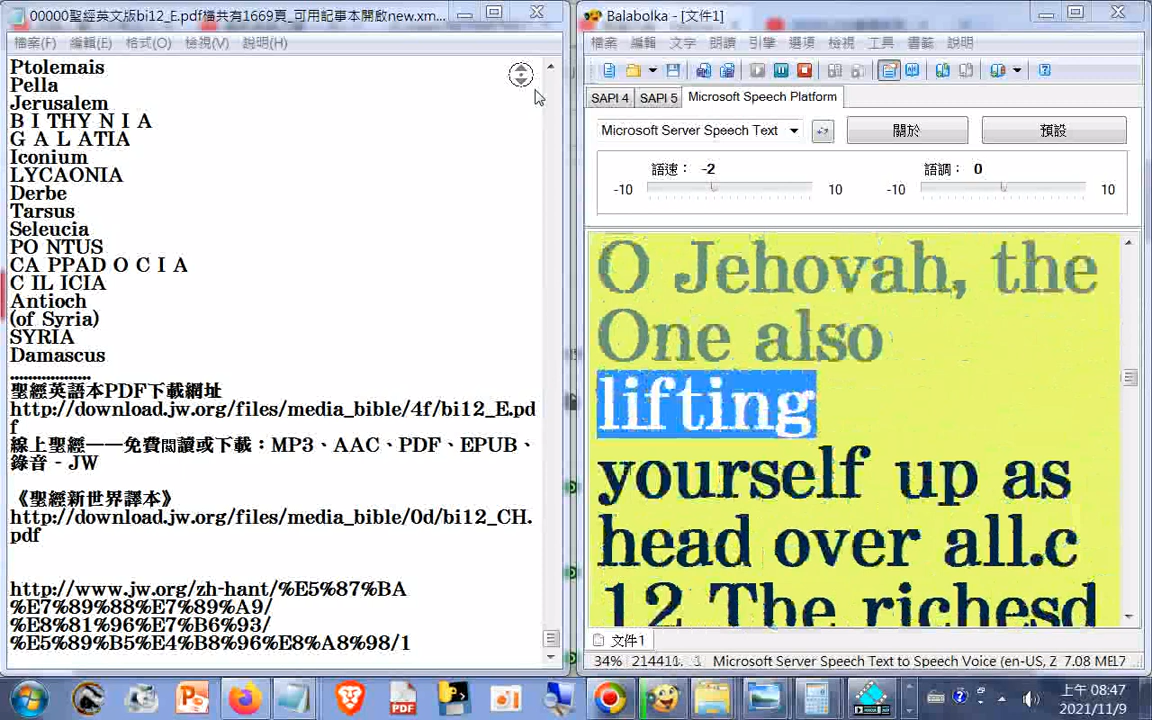 00000聖經英文版bi12_E.pdf檔共有1669頁_可用記事本開啟new.xm...
檔案(F) 編輯(E) 格式(O) 檢視(V) 說明(H)
Ptolemais
Pella
Jerusalem
B I THY N I A
G A L ATIA
Iconium
LYCAONIA
Derbe
Tarsus
Seleucia
PO NTUS
CA PPAD O C I A
C IL ICIA
Antioch
(of Syria)
SYRIA
Damascus
..................
聖經英語本PDF下載網址
http://download.jw.org/files/media_bible/4f/bi12_E.pd
f
線上聖經——免費閱讀或下載：MP3、AAC、PDF、EPUB、
錄音 - JW
《聖經新世界譯本》
http://download.jw.org/files/media_bible/0d/bi12_CH.
pdf
http://www.jw.org/zh-hant/%E5%87%BA
%E7%89%88%E7%89%A9/
%E8%81%96%E7%B6%93/
%E5%89%B5%E4%B8%96%E8%A8%98/1
Balabolka - [文件1]
檔案 編輯 文字 朗讀 引擎 選項 檢視 工具 書籤 說明
SAPI 4 SAPI 5 Microsoft Speech Platform
Microsoft Server Speech Text 關於 預設
語速： -2 語調： 0
-10 10 -10 10
O Jehovah, the
One also
lifting
yourself up as
head over all.c
12 The richesd
文件1
34% 214411, 1 Microsoft Server Speech Text to Speech Voice (en-US, Z 7.08 ME
PDF
上午 08:47
2021/11/9